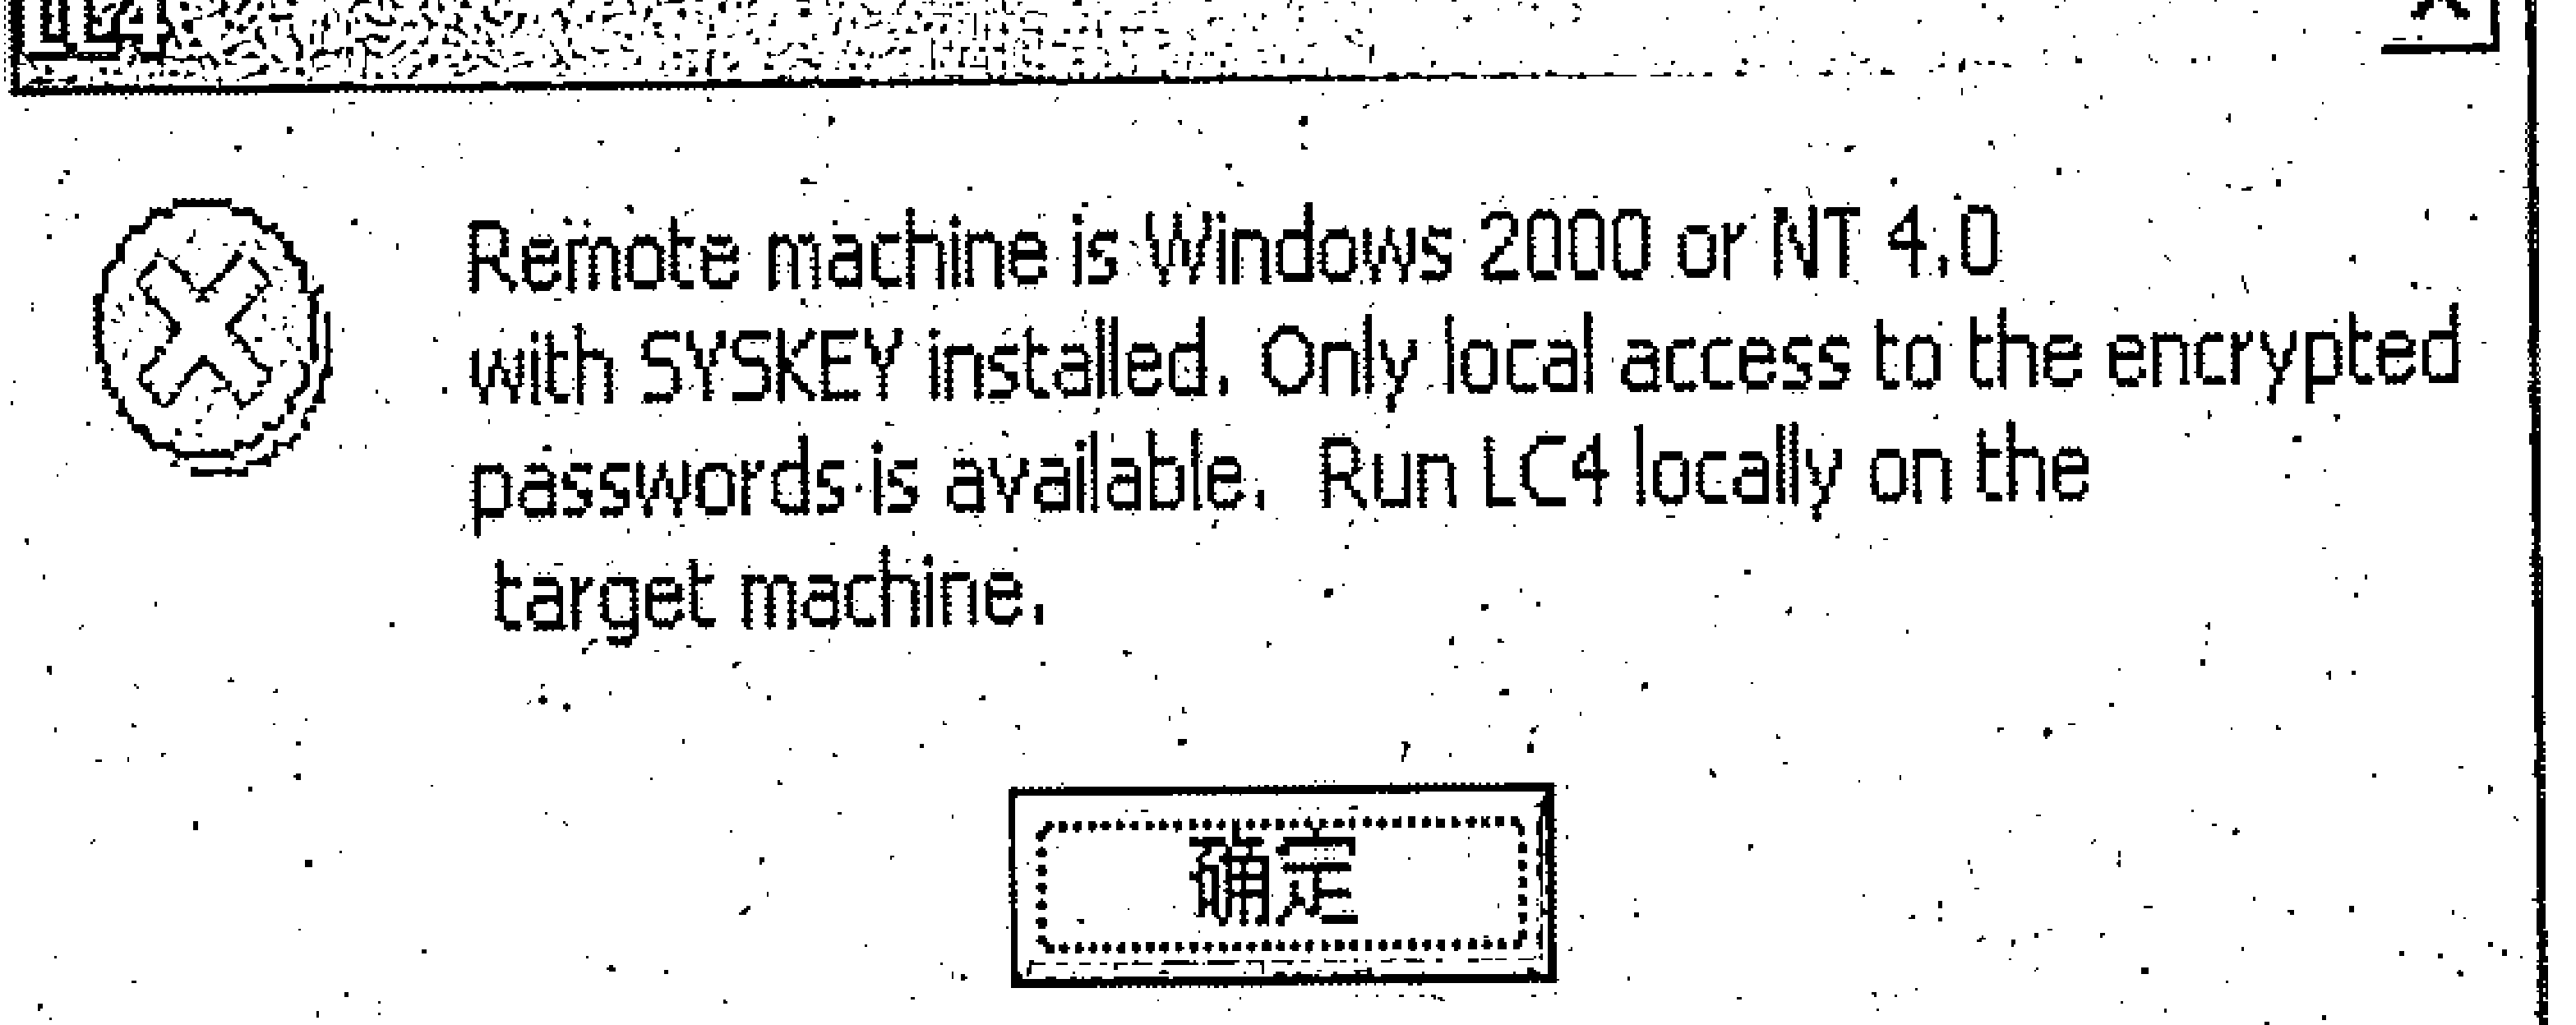 LC4
Remote machine is Windows 2000 or NT 4.0
with SYSKEY installed. Only local access to the encrypted
passwords is available. Run LC4 locally on the
target machine.
确定